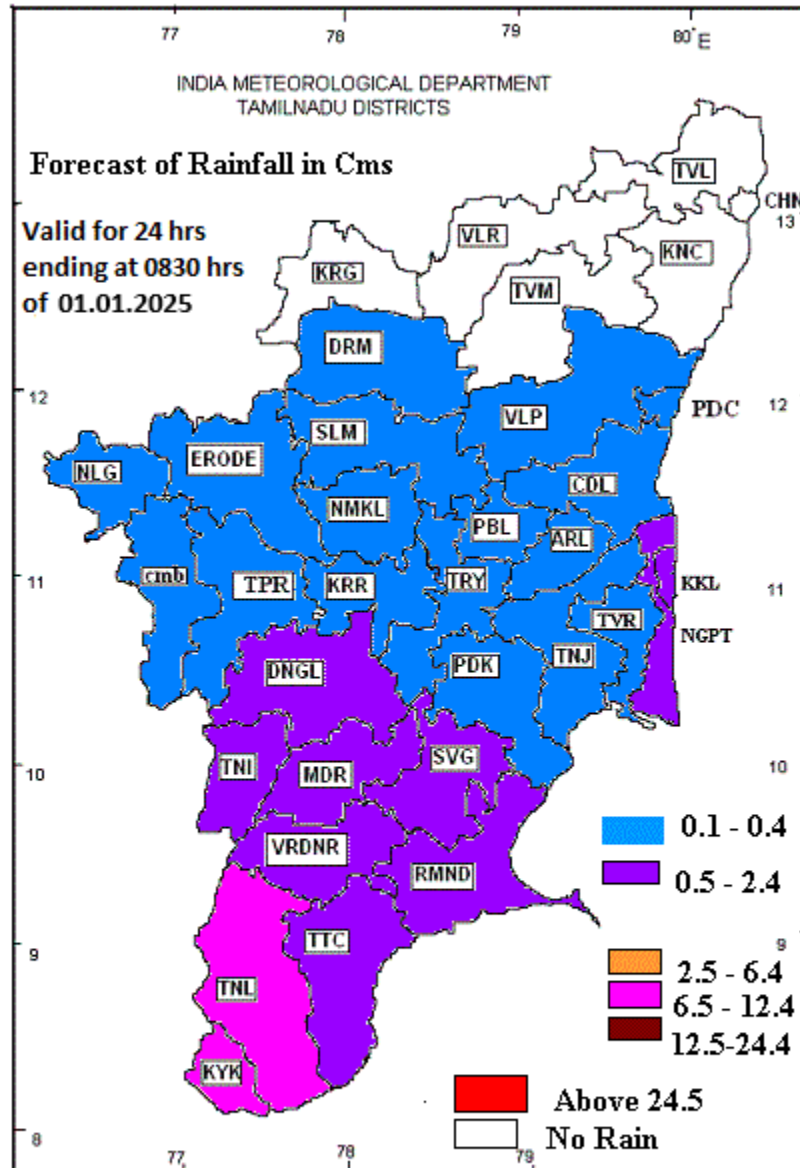 77 78 79 80°E
INDIA METEOROLOGICAL DEPARTMENT
TAMILNADU DISTRICTS
Forecast of Rainfall in Cms
TVL
CHN
13
Valid for 24 hrs
ending at 0830 hrs
of 01.01.2025
VLR
KNC
KRG
TVM
DRM
12
12
VLP
PDC
SLM
ERODE
NLG
CDL
NMKL
PBL
ARL
11
cmb
TPR
KRR
TRY
KKL
11
TVR
NGPT
DNGL
PDK
TNJ
10
TNI
MDR
SVG
10
0.1 - 0.4
VRDNR
RMND
0.5 - 2.4
9
TTC
9
2.5 - 6.4
TNL
6.5 - 12.4
12.5-24.4
KYK
Above 24.5
8
No Rain
77 78 79